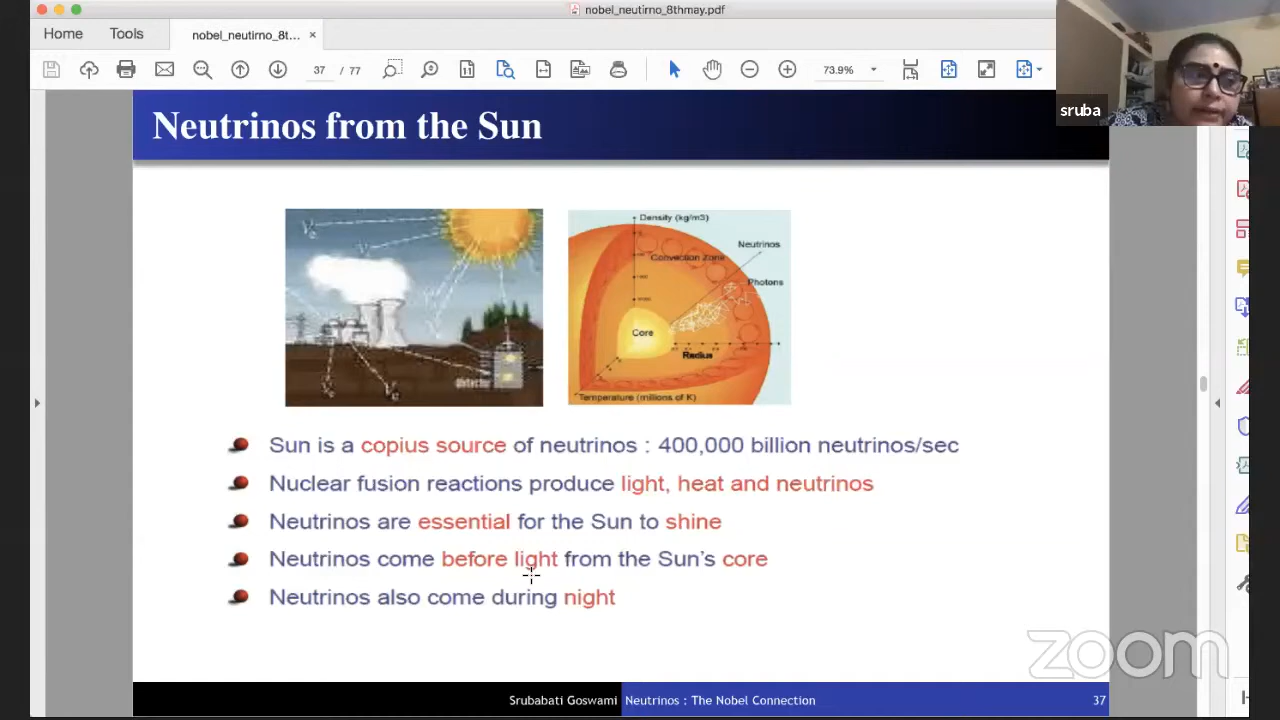 nobel_neutirno_8thmay.pdf
Home
Tools
nobel_neutirno_8t...
37 / 77
73.9%
sruba
Neutrinos from the Sun
Density (kg/m3)
Neutrinos
Convection Zone
Photons
Core
Radius
Temperature (millions of K)
detector
Sun is a copius source of neutrinos : 400,000 billion neutrinos/sec
Nuclear fusion reactions produce light, heat and neutrinos
Neutrinos are essential for the Sun to shine
Neutrinos come before light from the Sun's core
Neutrinos also come during night
zoom
Srubabati Goswami
Neutrinos : The Nobel Connection
37